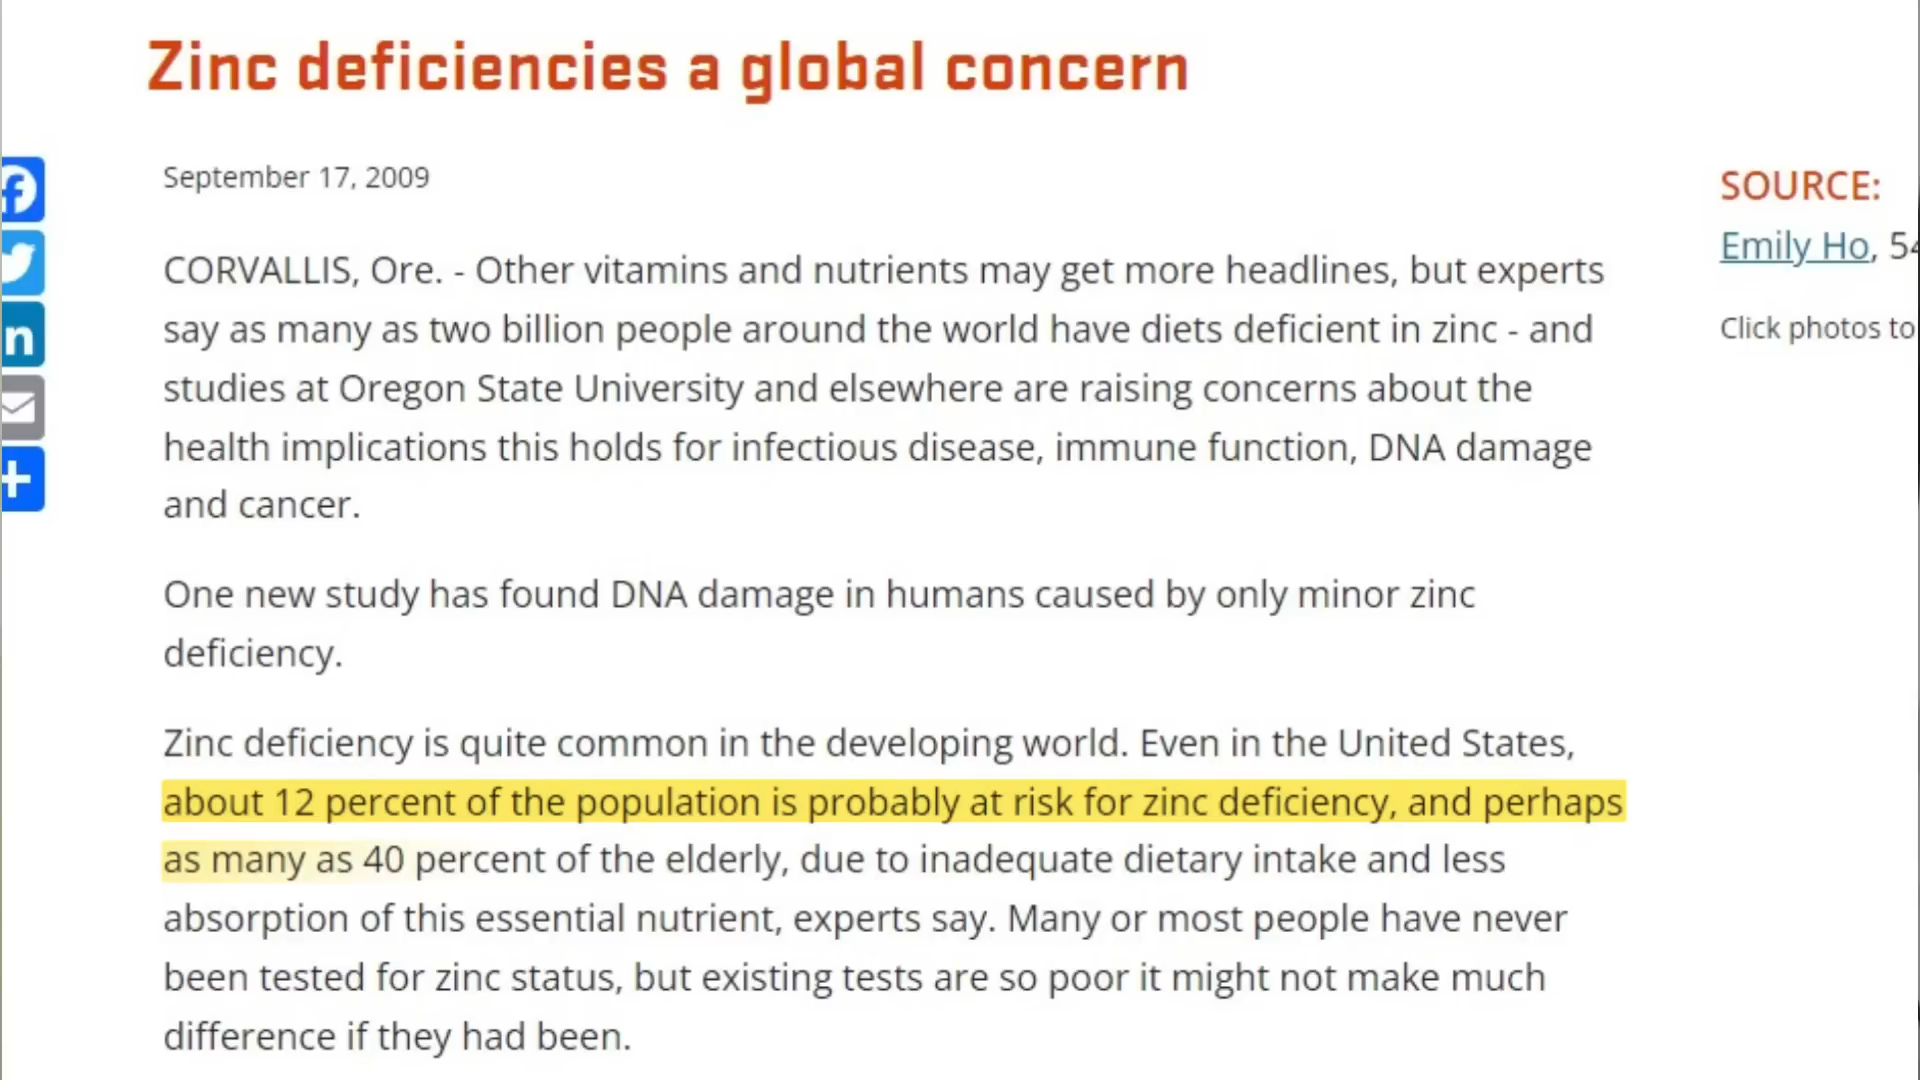 Zinc deficiencies a global concern
September 17, 2009
SOURCE:
Emily Ho, 54
Click photos to
CORVALLIS, Ore. - Other vitamins and nutrients may get more headlines, but experts
say as many as two billion people around the world have diets deficient in zinc - and
studies at Oregon State University and elsewhere are raising concerns about the
health implications this holds for infectious disease, immune function, DNA damage
and cancer.
One new study has found DNA damage in humans caused by only minor zinc
deficiency.
Zinc deficiency is quite common in the developing world. Even in the United States,
about 12 percent of the population is probably at risk for zinc deficiency, and perhaps
as many as 40 percent of the elderly, due to inadequate dietary intake and less
absorption of this essential nutrient, experts say. Many or most people have never
been tested for zinc status, but existing tests are so poor it might not make much
difference if they had been.